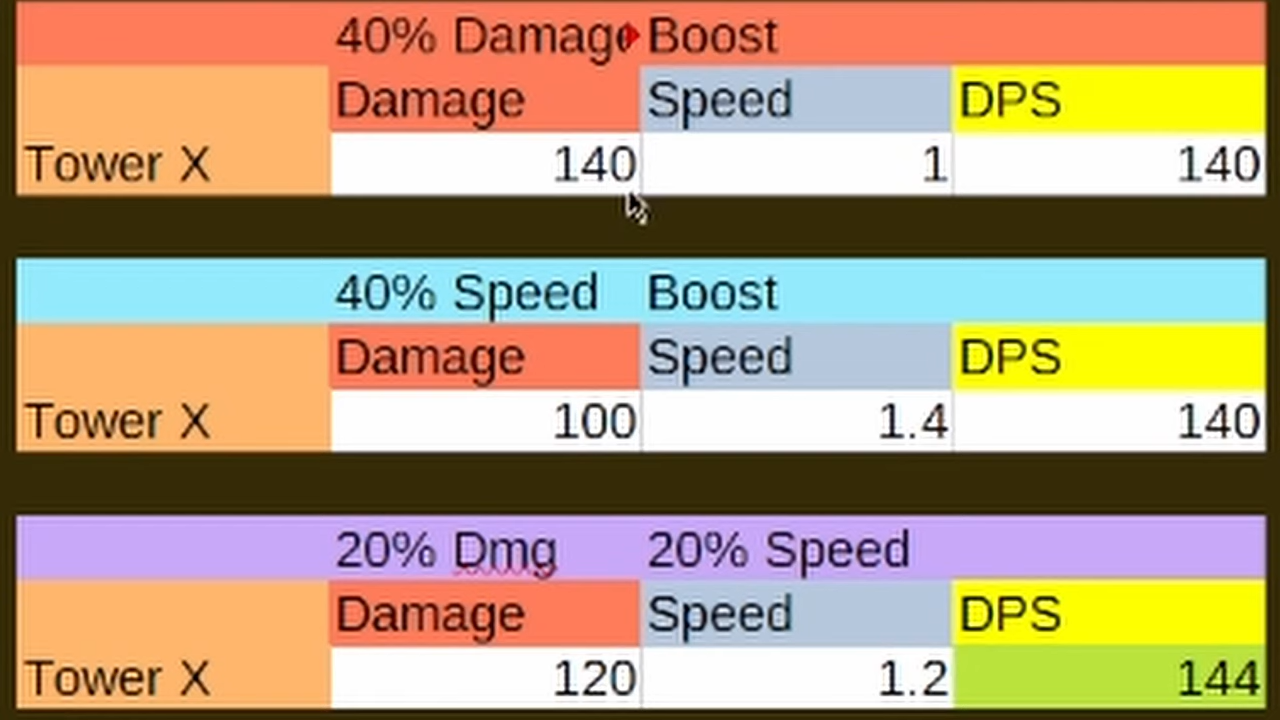 40% Damage Boost
Damage Speed DPS
Tower X 140 1 140
40% Speed Boost
Damage Speed DPS
Tower X 100 1.4 140
20% Dmg 20% Speed
Damage Speed DPS
Tower X 120 1.2 144